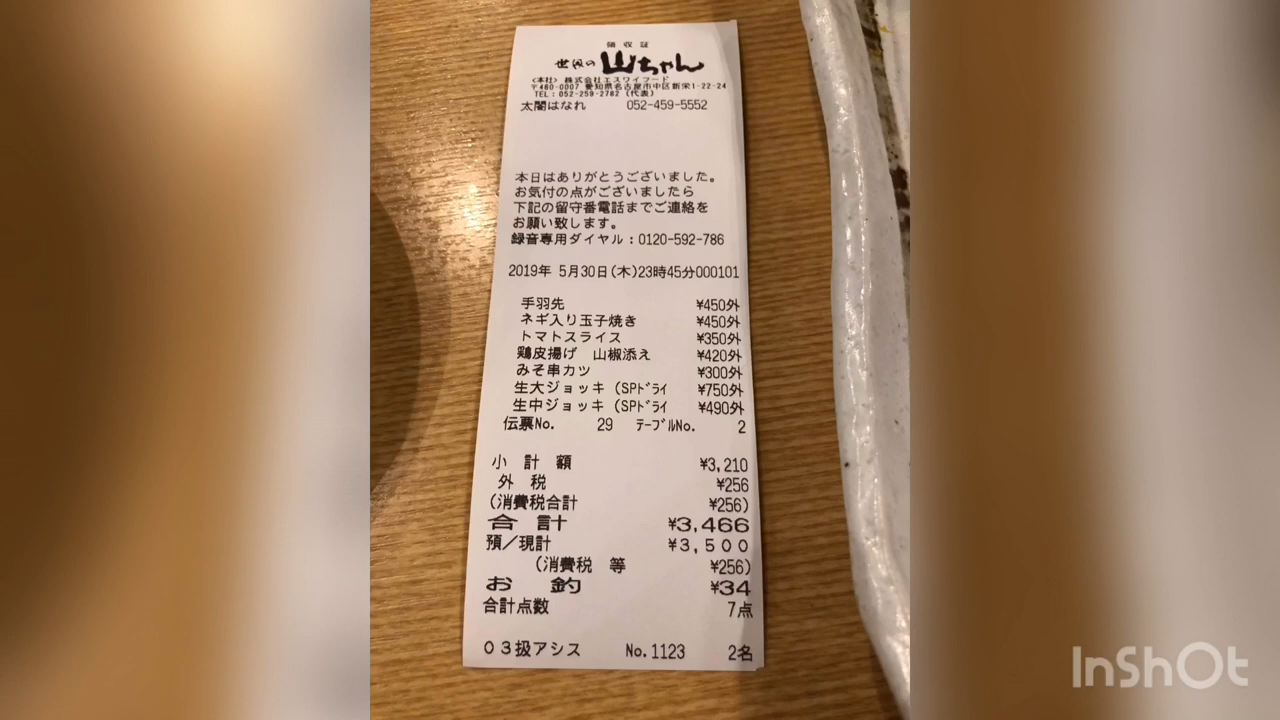 領収証
世界の山ちゃん
<本社> 株式会社エスワイフード
〒460-0007 愛知県名古屋市中区新栄1-22-24
TEL:052-259-2782 (代表)
太閤はなれ 052-459-5552
本日はありがとうございました。
お気付の点がございましたら
下記の留守番電話までご連絡を
お願い致します。
録音専用ダイヤル:0120-592-786
2019年 5月30日(木)23時45分000101
手羽先 ¥450外
ネギ入り玉子焼き ¥450外
トマトスライス ¥350外
鶏皮揚げ 山椒添え ¥420外
みそ串カツ ¥300外
生大ジョッキ (SPドライ ¥750外
生中ジョッキ (SPドライ ¥490外
伝票No. 29 テーブルNo. 2
小計額 ¥3,210
外税 ¥256
(消費税合計 ¥256)
合計 ¥3,466
預/現計 ¥3,500
(消費税 等 ¥256)
お釣 ¥34
合計点数 7点
03扱アシス No.1123 2名
InShOt